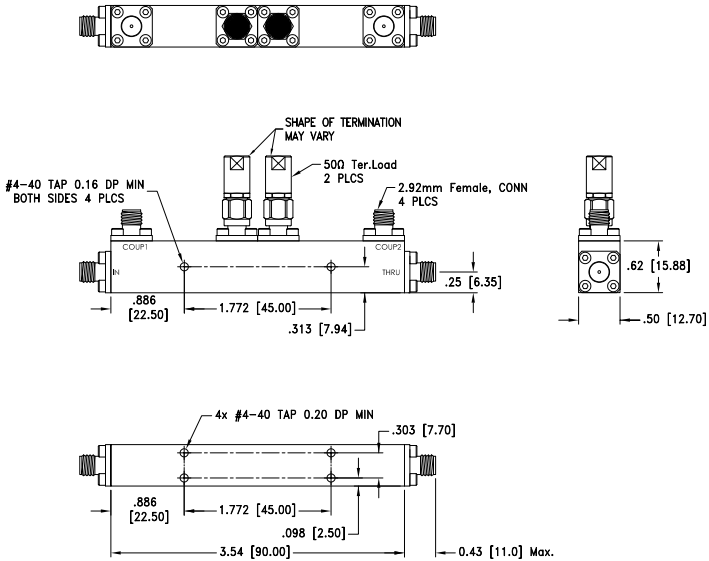 SHAPE OF TERMINATION
MAY VARY
50Ω Ter.Load
2 PLCS
#4-40 TAP 0.16 DP MIN
BOTH SIDES 4 PLCS
2.92mm Female, CONN
4 PLCS
COUP1
COUP2
IN
THRU
.25 [6.35]
.62 [15.88]
.886
[22.50]
1.772 [45.00]
.313 [7.94]
.50 [12.70]
4x #4-40 TAP 0.20 DP MIN
.303 [7.70]
.886
[22.50]
1.772 [45.00]
.098 [2.50]
3.54 [90.00]
0.43 [11.0] Max.